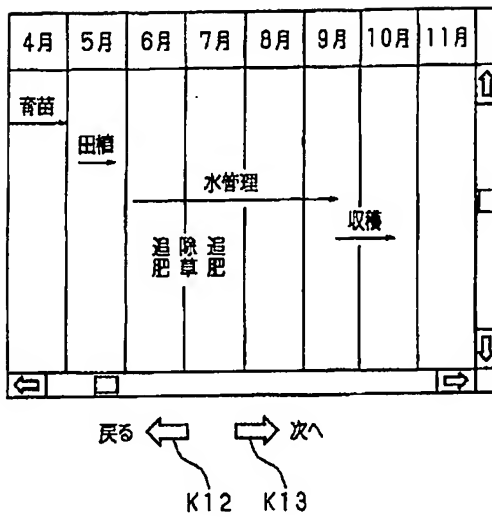 4月 5月 6月 7月 8月 9月 10月 11月
育苗
田植
水管理
収穫
追肥 除草 追肥
戻る 次へ
K12 K13